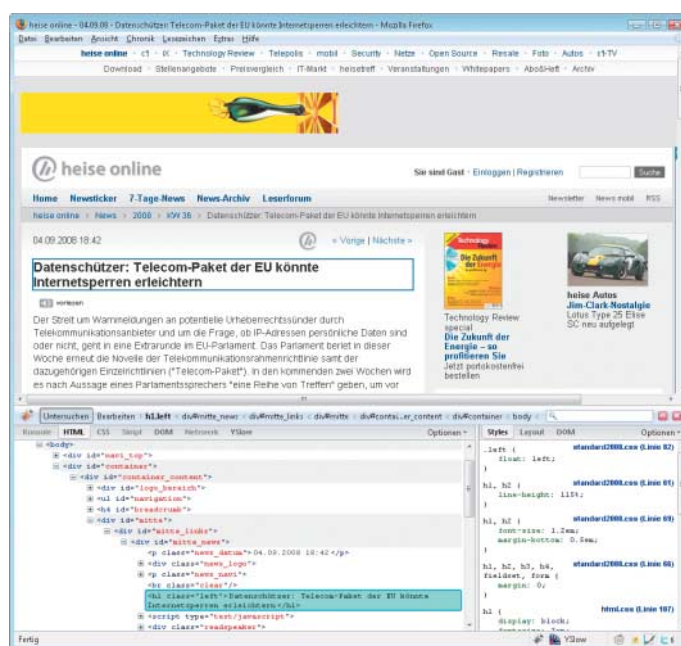 heise online - 04.09.08 - Datenschützer: Telecom-Paket der EU könnte Internetsperren erleichtern - Mozilla Firefox
Datei Bearbeiten Ansicht Chronik Lesezeichen Extras Hilfe
heise online · c't · iX · Technology Review · Telepolis · mobil · Security · Netze · Open Source · Resale · Foto · Autos · c't-TV
Download · Stellenangebote · Preisvergleich · IT-Markt · heisetreff · Veranstaltungen · Whitepapers · Abo&Heft · Archiv
heise online
Sie sind Gast · Einloggen | Registrieren
Suche
Home Newsticker 7-Tage-News News-Archiv Leserforum
Newsletter News mobil RSS
heise online > News > 2008 > KW 36 > Datenschützer: Telecom-Paket der EU könnte Internetsperren erleichtern
04.09.2008 18:42
« Vorige | Nächste »
Datenschützer: Telecom-Paket der EU könnte
Internetsperren erleichtern
vorlesen
Der Streit um Warnmeldungen an potentielle Urheberrechtssünder durch
Telekommunikationsanbieter und um die Frage, ob IP-Adressen persönliche Daten sind
oder nicht, geht in eine Extrarunde im EU-Parlament. Das Parlament beriet in dieser
Woche erneut die Novelle der Telekommunikationsrahmenrichtlinie samt der
dazugehörigen Einzelrichtlinien ("Telecom-Paket"). In den kommenden zwei Wochen wird
es nach Aussage eines Parlamentssprechers "eine Reihe von Treffen" geben, um vor
Technology Review
Die Zukunft der Energie
Technology Review
special
Die Zukunft der
Energie – so
profitieren Sie
Jetzt portokostenfrei
bestellen
heise Autos
Jim-Clark-Nostalgie
Lotus Type 25 Elise
SC neu aufgelegt
Untersuchen Bearbeiten h1.left < div#mitte_news < div#mitte_links < div#mitte < div#contai...er_content < div#container < body <
Konsole HTML CSS Skript DOM Netzwerk YSlow Optionen
<body>
<div id="navi_top">
<div id="container">
<div id="container_content">
<div id="logo_bereich">
<ul id="navigation">
<h4 id="breadcrumb">
<div id="mitte">
<div id="mitte_links">
<div id="mitte_news">
<p class="news_datum">04.09.2008 18:42</p>
<div class="news_logo">
<p class="news_navi">
<br class="clear"/>
<h1 class="left">Datenschützer: Telecom-Paket der EU könnte
Internetsperren erleichtern</h1>
<script type="text/javascript">
<div class="readspeaker">
Styles Layout DOM Optionen
.left { standard2008.css (Linie 82)
float: left;
}
h1, h2 { standard2008.css (Linie 81)
line-height: 115%;
}
h1, h2 { standard2008.css (Linie 69)
font-size: 1.2em;
margin-bottom: 0.5em;
}
h1, h2, h3, h4, standard2008.css (Linie 66)
fieldset, form {
margin: 0;
}
h1 { html.css (Linie 107)
display: block;
Fertig
YSlow